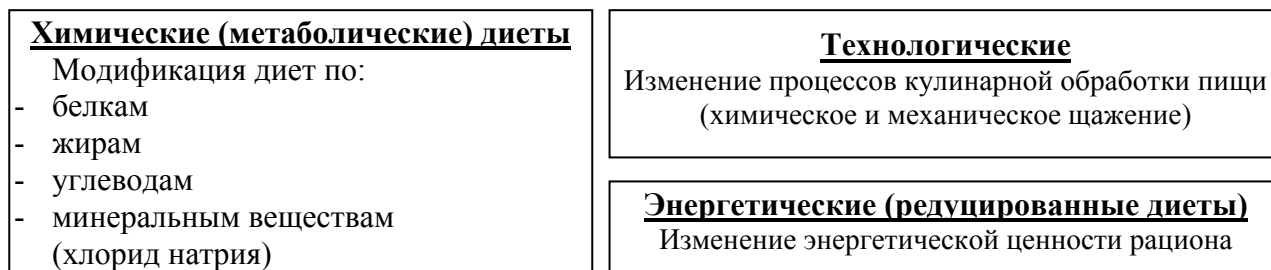 Химические (метаболические) диеты
Модификация диет по:
- белкам
- жирам
- углеводам
- минеральным веществам
(хлорид натрия)
Технологические
Изменение процессов кулинарной обработки пищи
(химическое и механическое щажение)
Энергетические (редуцированные диеты)
Изменение энергетической ценности рациона